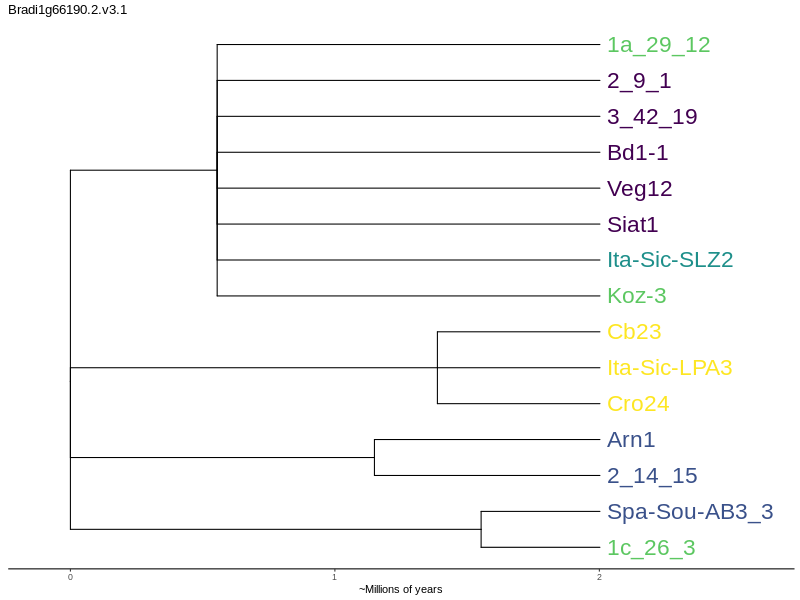 Bradi1g66190.2.v3.1
1a_29_12
2_9_1
3_42_19
Bd1-1
Veg12
Siat1
Ita-Sic-SLZ2
Koz-3
Cb23
Ita-Sic-LPA3
Cro24
Arn1
2_14_15
Spa-Sou-AB3_3
1c_26_3
0 1 2
~Millions of years